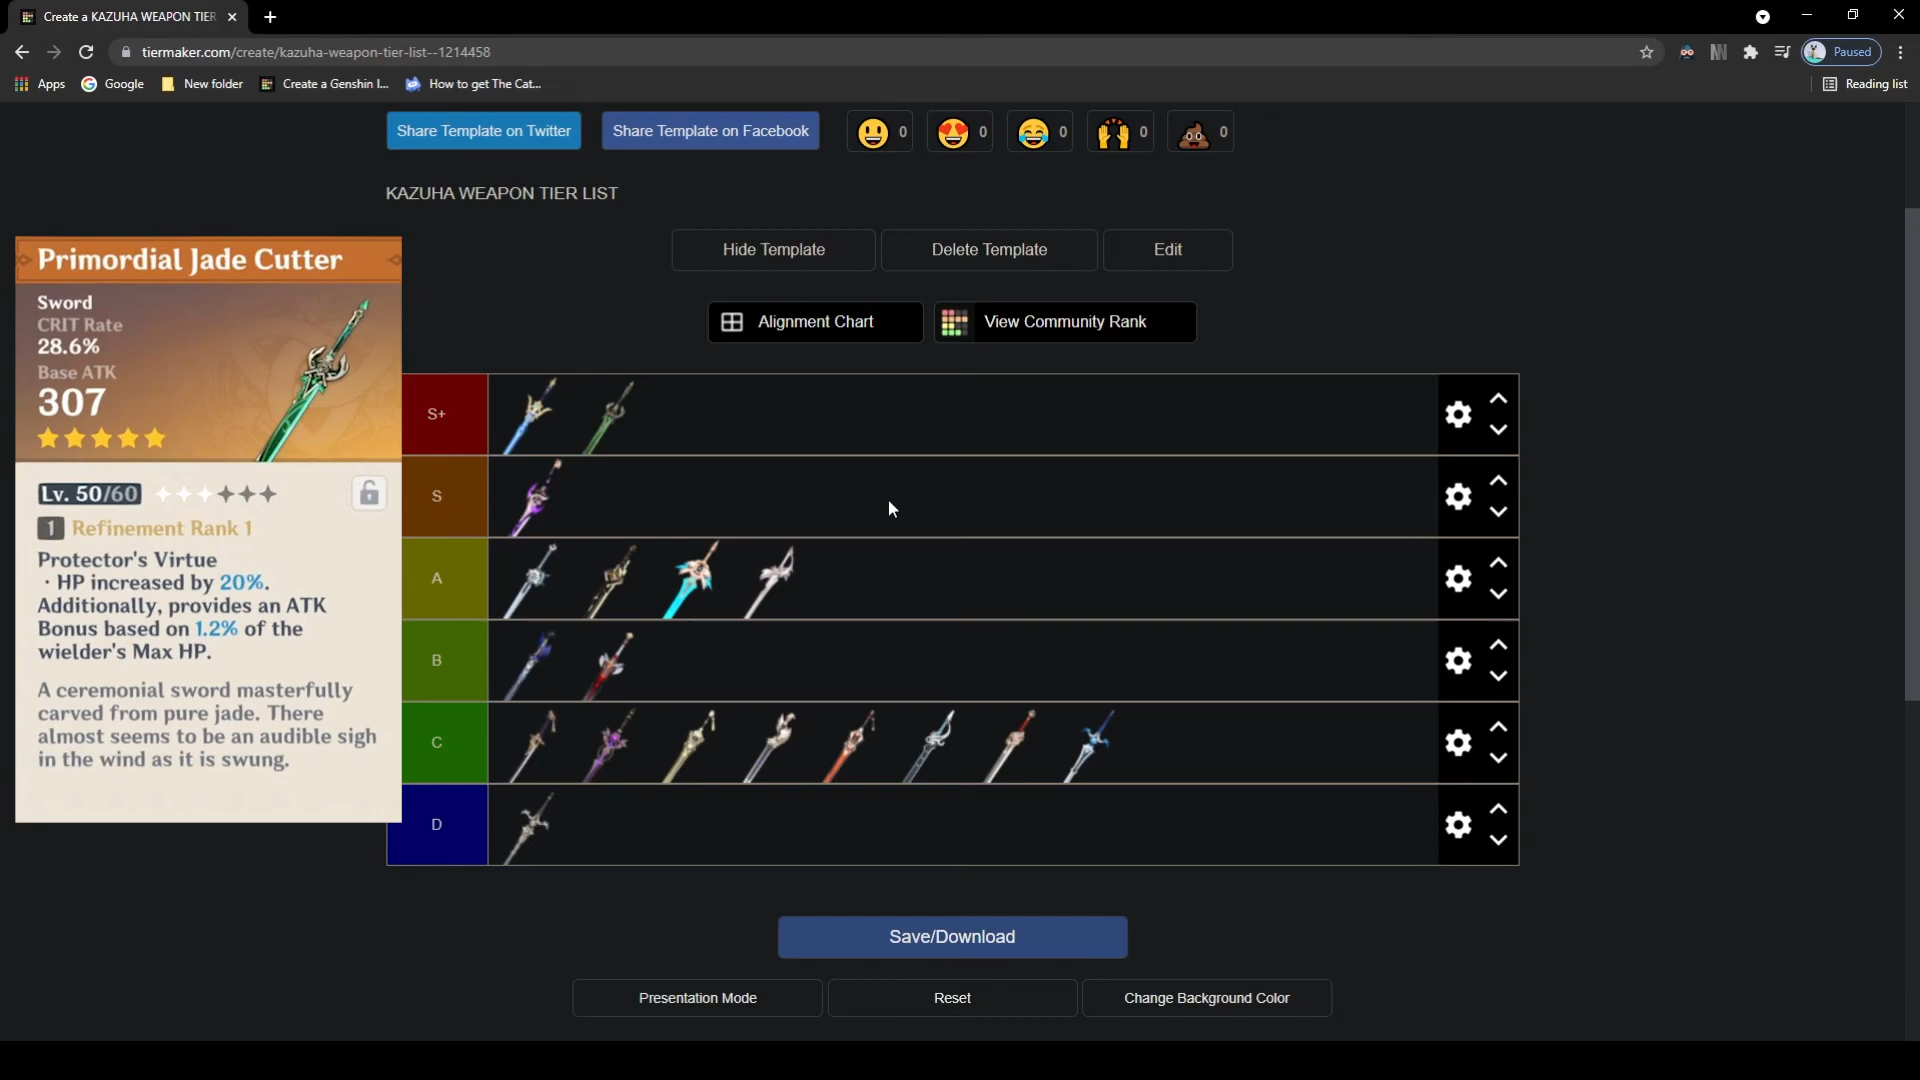 Create a KAZUHA WEAPON TIER
tiermaker.com/create/kazuha-weapon-tier-list--1214458
Paused
Apps
Google
New folder
Create a Genshin I...
How to get The Cat...
Reading list
Share Template on Twitter
Share Template on Facebook
0
0
0
0
0
KAZUHA WEAPON TIER LIST
Hide Template
Delete Template
Edit
Alignment Chart
View Community Rank
Primordial Jade Cutter
Sword
CRIT Rate
28.6%
Base ATK
307
Lv. 50/60
1 Refinement Rank 1
Protector's Virtue
· HP increased by 20%.
Additionally, provides an ATK
Bonus based on 1.2% of the
wielder's Max HP.
A ceremonial sword masterfully
carved from pure jade. There
almost seems to be an audible sigh
in the wind as it is swung.
S+
S
A
B
C
D
Save/Download
Presentation Mode
Reset
Change Background Color